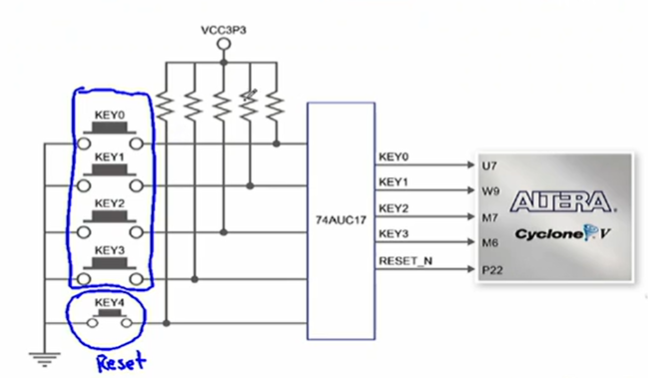 VCC3P3
KEY0
KEY1
KEY2
KEY3
KEY4
Reset
74AUC17
KEY0
KEY1
KEY2
KEY3
RESET_N
U7
W9
M7
M6
P22
ALTERA.
Cyclone V